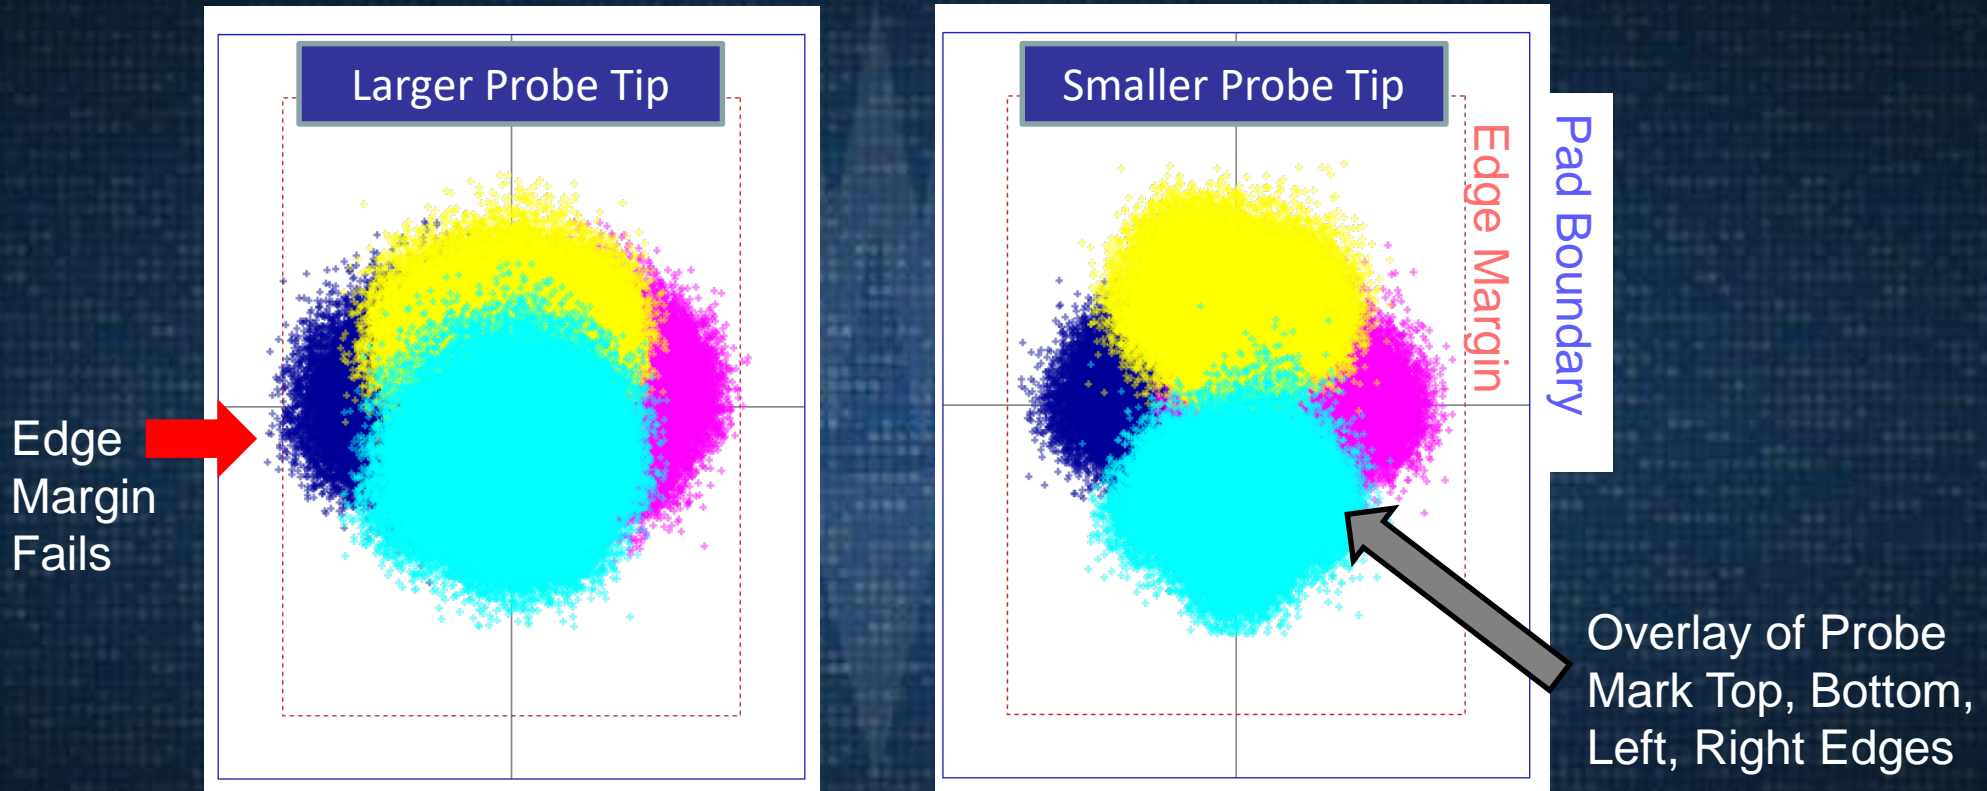 Larger Probe Tip
Smaller Probe Tip
Edge Margin
Pad Boundary
Edge
Margin
Fails
Overlay of Probe
Mark Top, Bottom,
Left, Right Edges